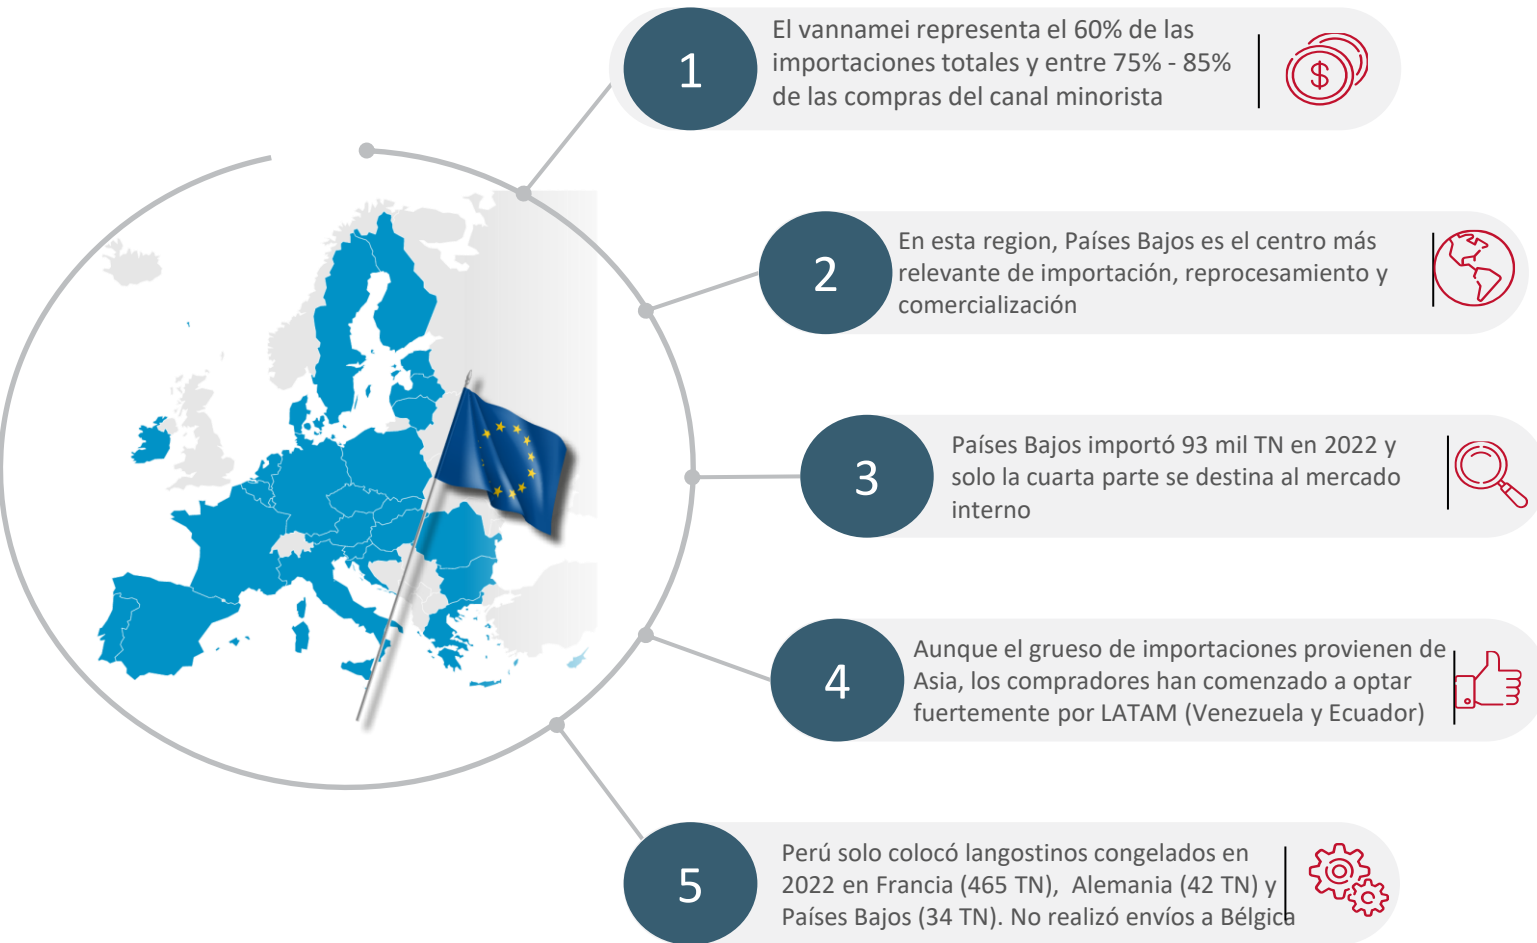 1
El vannamei representa el 60% de las
importaciones totales y entre 75% - 85%
de las compras del canal minorista
$
2
En esta region, Países Bajos es el centro más
relevante de importación, reprocesamiento y
comercialización
3
Países Bajos importó 93 mil TN en 2022 y
solo la cuarta parte se destina al mercado
interno
4
Aunque el grueso de importaciones provienen de
Asia, los compradores han comenzado a optar
fuertemente por LATAM (Venezuela y Ecuador)
5
Perú solo colocó langostinos congelados en
2022 en Francia (465 TN), Alemania (42 TN) y
Países Bajos (34 TN). No realizó envíos a Bélgica